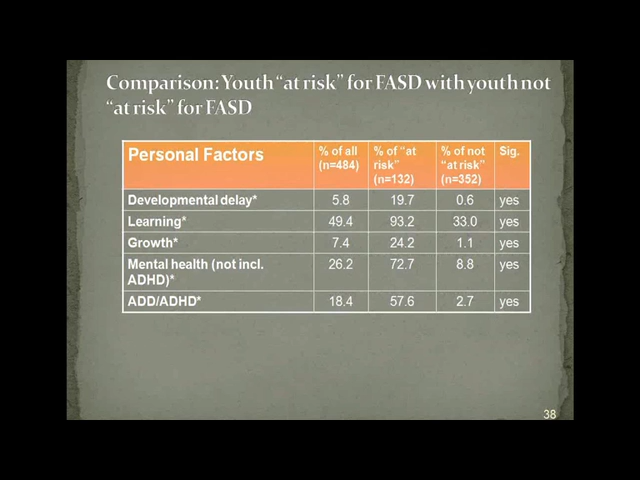 Comparison: Youth “at risk” for FASD with youth not
“at risk” for FASD
Personal Factors % of all (n=484) % of “at risk” (n=132) % of not “at risk” (n=352) Sig.
Developmental delay* 5.8 19.7 0.6 yes
Learning* 49.4 93.2 33.0 yes
Growth* 7.4 24.2 1.1 yes
Mental health (not incl. ADHD)* 26.2 72.7 8.8 yes
ADD/ADHD* 18.4 57.6 2.7 yes
38